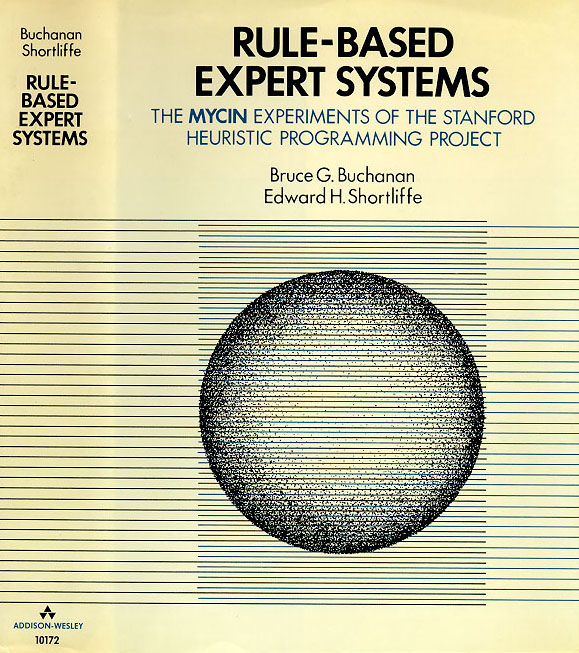 Buchanan
Shortliffe
RULE-
BASED
EXPERT
SYSTEMS
ADDISON-WESLEY
10172
RULE-BASED
EXPERT SYSTEMS
THE MYCIN EXPERIMENTS OF THE STANFORD
HEURISTIC PROGRAMMING PROJECT
Bruce G. Buchanan
Edward H. Shortliffe